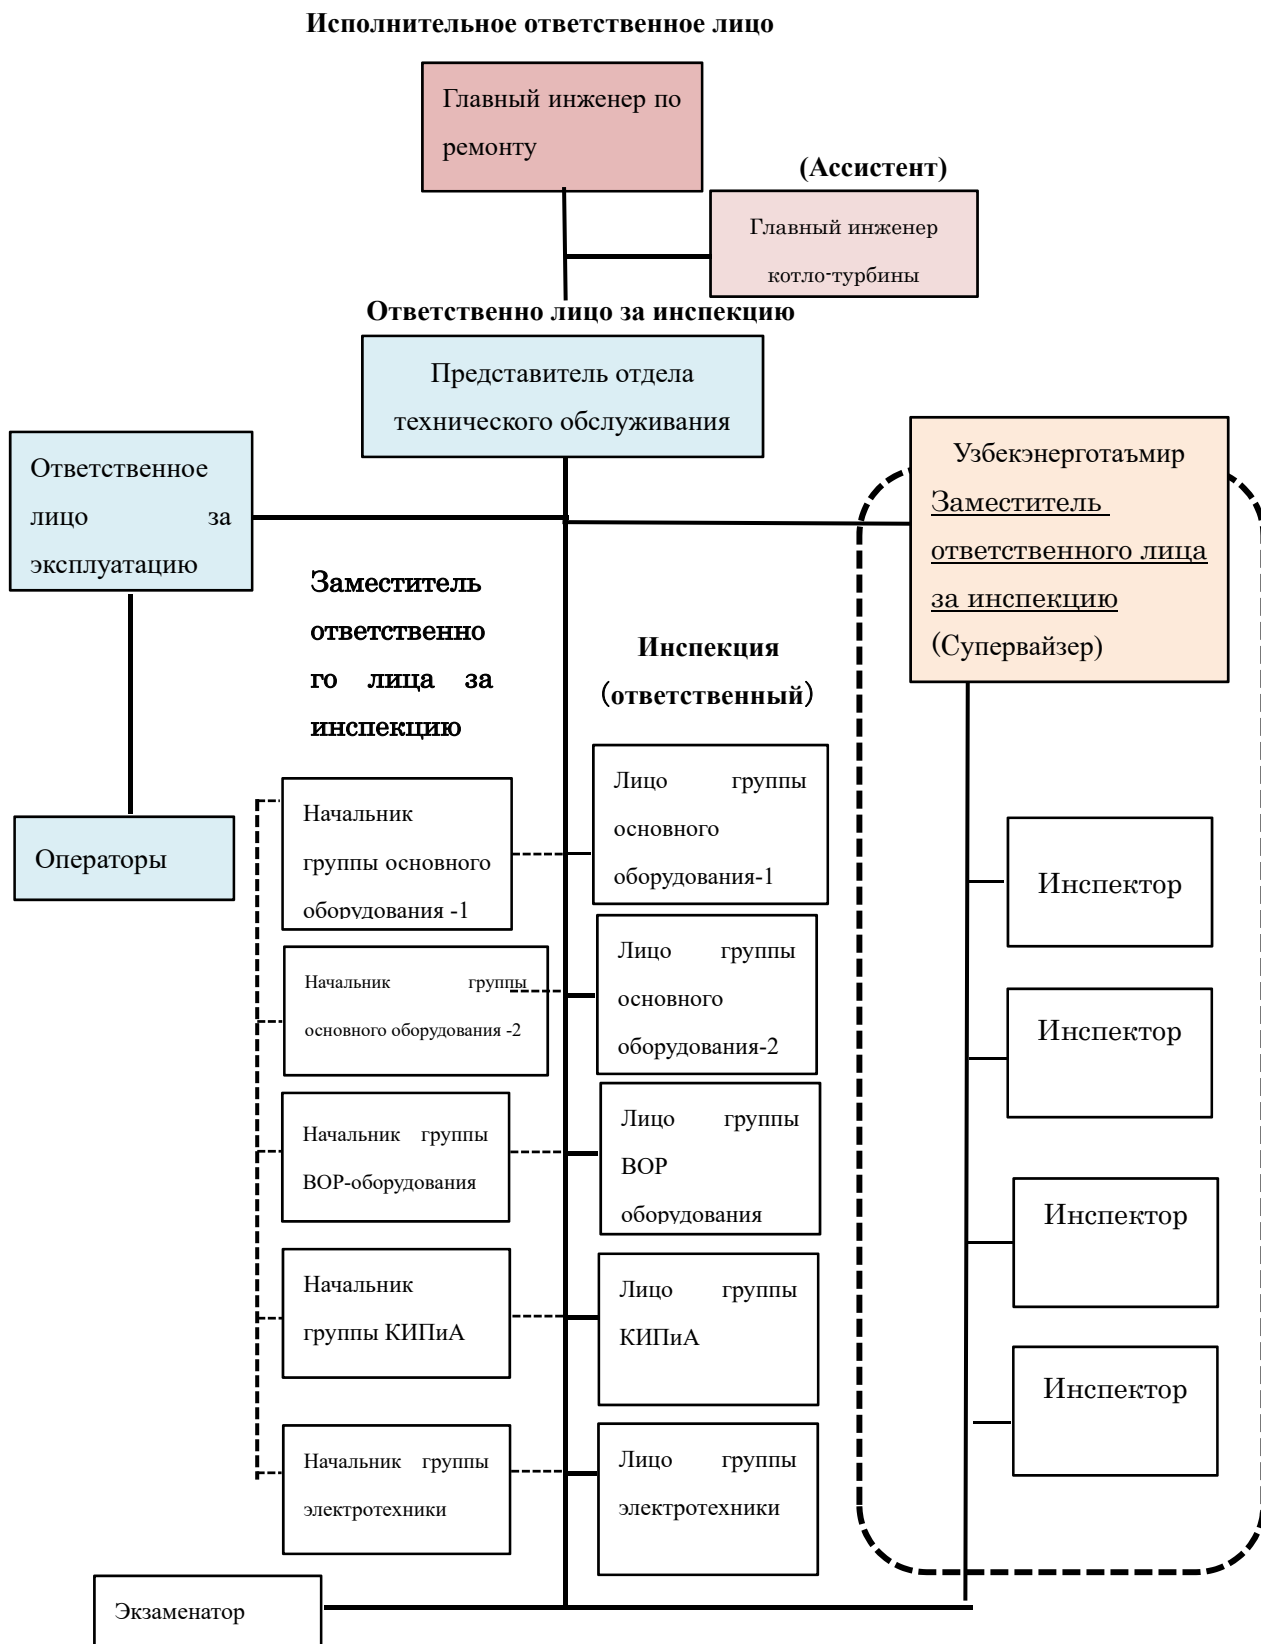 Исполнительное ответственное лицо
Главный инженер по
ремонту
(Ассистент)
Главный инженер
котло-турбины
Ответственно лицо за инспекцию
Представитель отдела
технического обслуживания
Ответственное
лицо за
эксплуатацию
Узбекэнерготаъмир
Заместитель
ответственного лица
за инспекцию
(Супервайзер)
Заместитель
ответственно
го лица за
инспекцию
Инспекция
(ответственный)
Операторы
Начальник
группы основного
оборудования -1
Лицо группы
основного
оборудования-1
Инспектор
Начальник группы
основного оборудования -2
Лицо группы
основного
оборудования-2
Инспектор
Начальник группы
ВОР-оборудования
Лицо группы
ВОР
оборудования
Инспектор
Начальник
группы КИПиА
Лицо группы
КИПиА
Инспектор
Начальник группы
электротехники
Лицо группы
электротехники
Экзаменатор